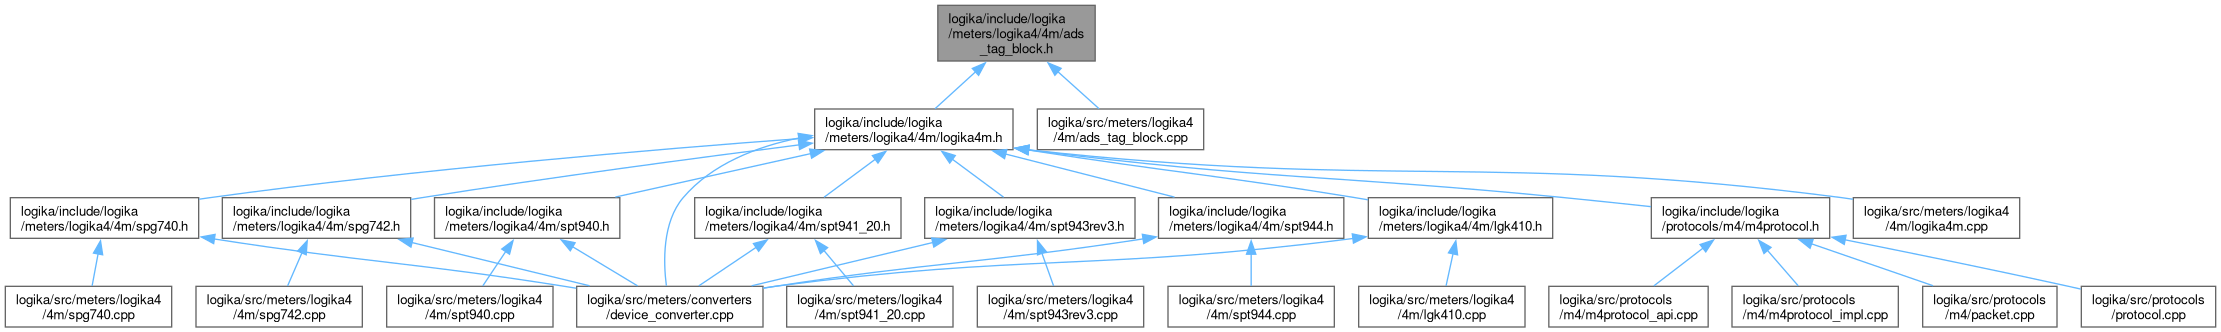 logika/include/logika
/meters/logika4/4m/ads
_tag_block.h
logika/include/logika
/meters/logika4/4m/logika4m.h
logika/src/meters/logika4
/4m/ads_tag_block.cpp
logika/include/logika
/meters/logika4/4m/spg740.h
logika/include/logika
/meters/logika4/4m/spg742.h
logika/include/logika
/meters/logika4/4m/spt940.h
logika/include/logika
/meters/logika4/4m/spt941_20.h
logika/include/logika
/meters/logika4/4m/spt943rev3.h
logika/include/logika
/meters/logika4/4m/spt944.h
logika/include/logika
/meters/logika4/4m/lgk410.h
logika/include/logika
/protocols/m4/m4protocol.h
logika/src/meters/logika4
/4m/logika4m.cpp
logika/src/meters/logika4
/4m/spg740.cpp
logika/src/meters/logika4
/4m/spg742.cpp
logika/src/meters/logika4
/4m/spt940.cpp
logika/src/meters/converters
/device_converter.cpp
logika/src/meters/logika4
/4m/spt941_20.cpp
logika/src/meters/logika4
/4m/spt943rev3.cpp
logika/src/meters/logika4
/4m/spt944.cpp
logika/src/meters/logika4
/4m/lgk410.cpp
logika/src/protocols
/m4/m4protocol_api.cpp
logika/src/protocols
/m4/m4protocol_impl.cpp
logika/src/protocols
/m4/packet.cpp
logika/src/protocols
/protocol.cpp